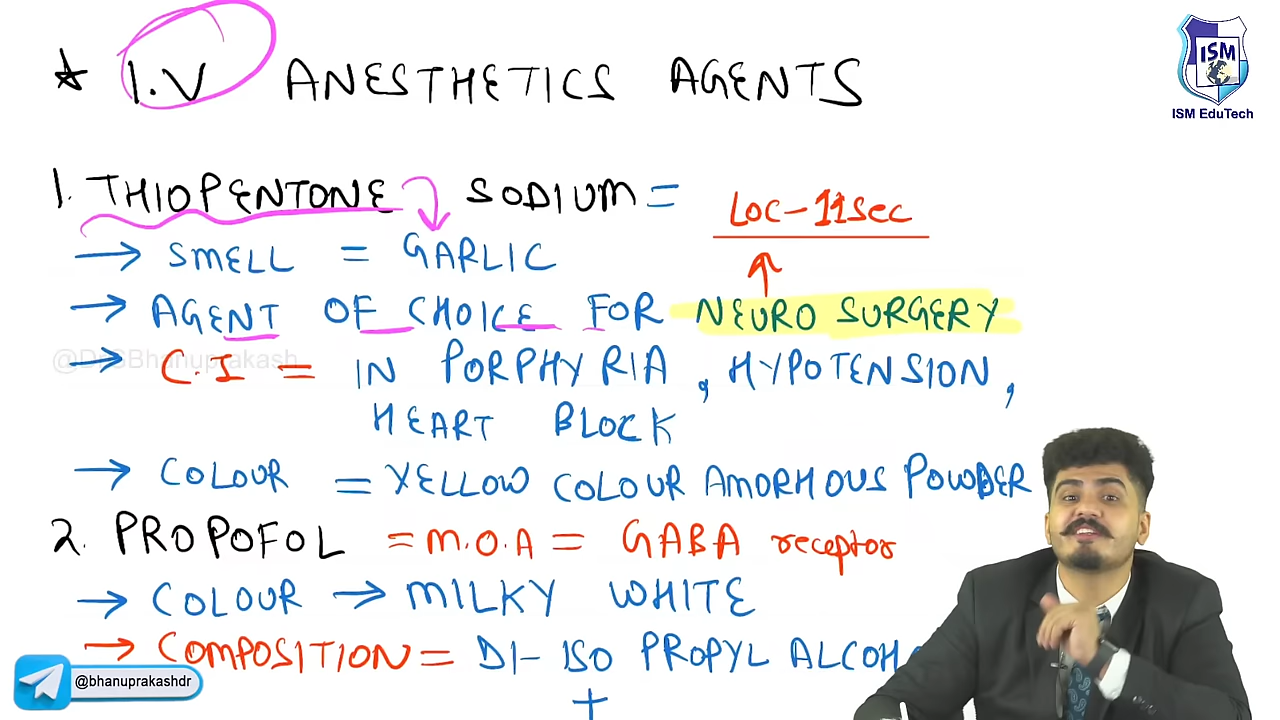 ISM
ISM EduTech
☆ I.V ANESTHETICS AGENTS
1. THIOPENTONE SODIUM =
LOC-11sec
→ SMELL = GARLIC
→ AGENT OF CHOICE FOR NEURO SURGERY
→ C.I = IN PORPHYRIA, HYPOTENSION,
HEART BLOCK
→ COLOUR = YELLOW COLOUR AMORHOUS POWDER
2. PROPOFOL = M.O.A = GABA receptor
→ COLOUR → MILKY WHITE
→ COMPOSITION = DI-ISO PROPYL ALCOH
+
@bhanuprakashdr